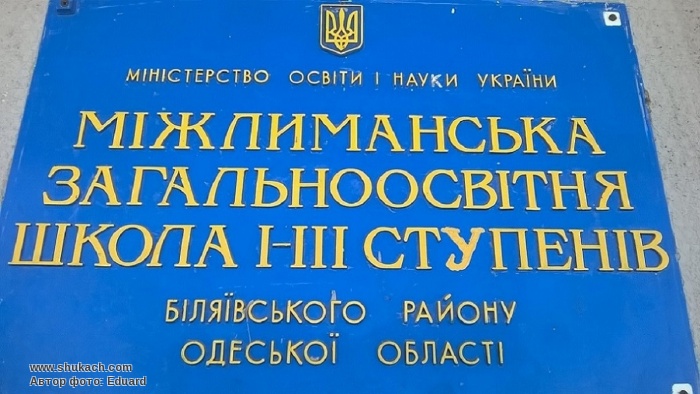 МІНІСТЕРСТВО ОСВІТИ І НАУКИ УКРАЇНИ
МІЖЛИМАНСЬКА
ЗАГАЛЬНООСВІТНЯ
ШКОЛА І-ІІІ СТУПЕНІВ
БІЛЯЇВСЬКОГО РАЙОНУ
ОДЕСЬКОЇ ОБЛАСТІ
www.shukach.com
Автор фото: Eduard